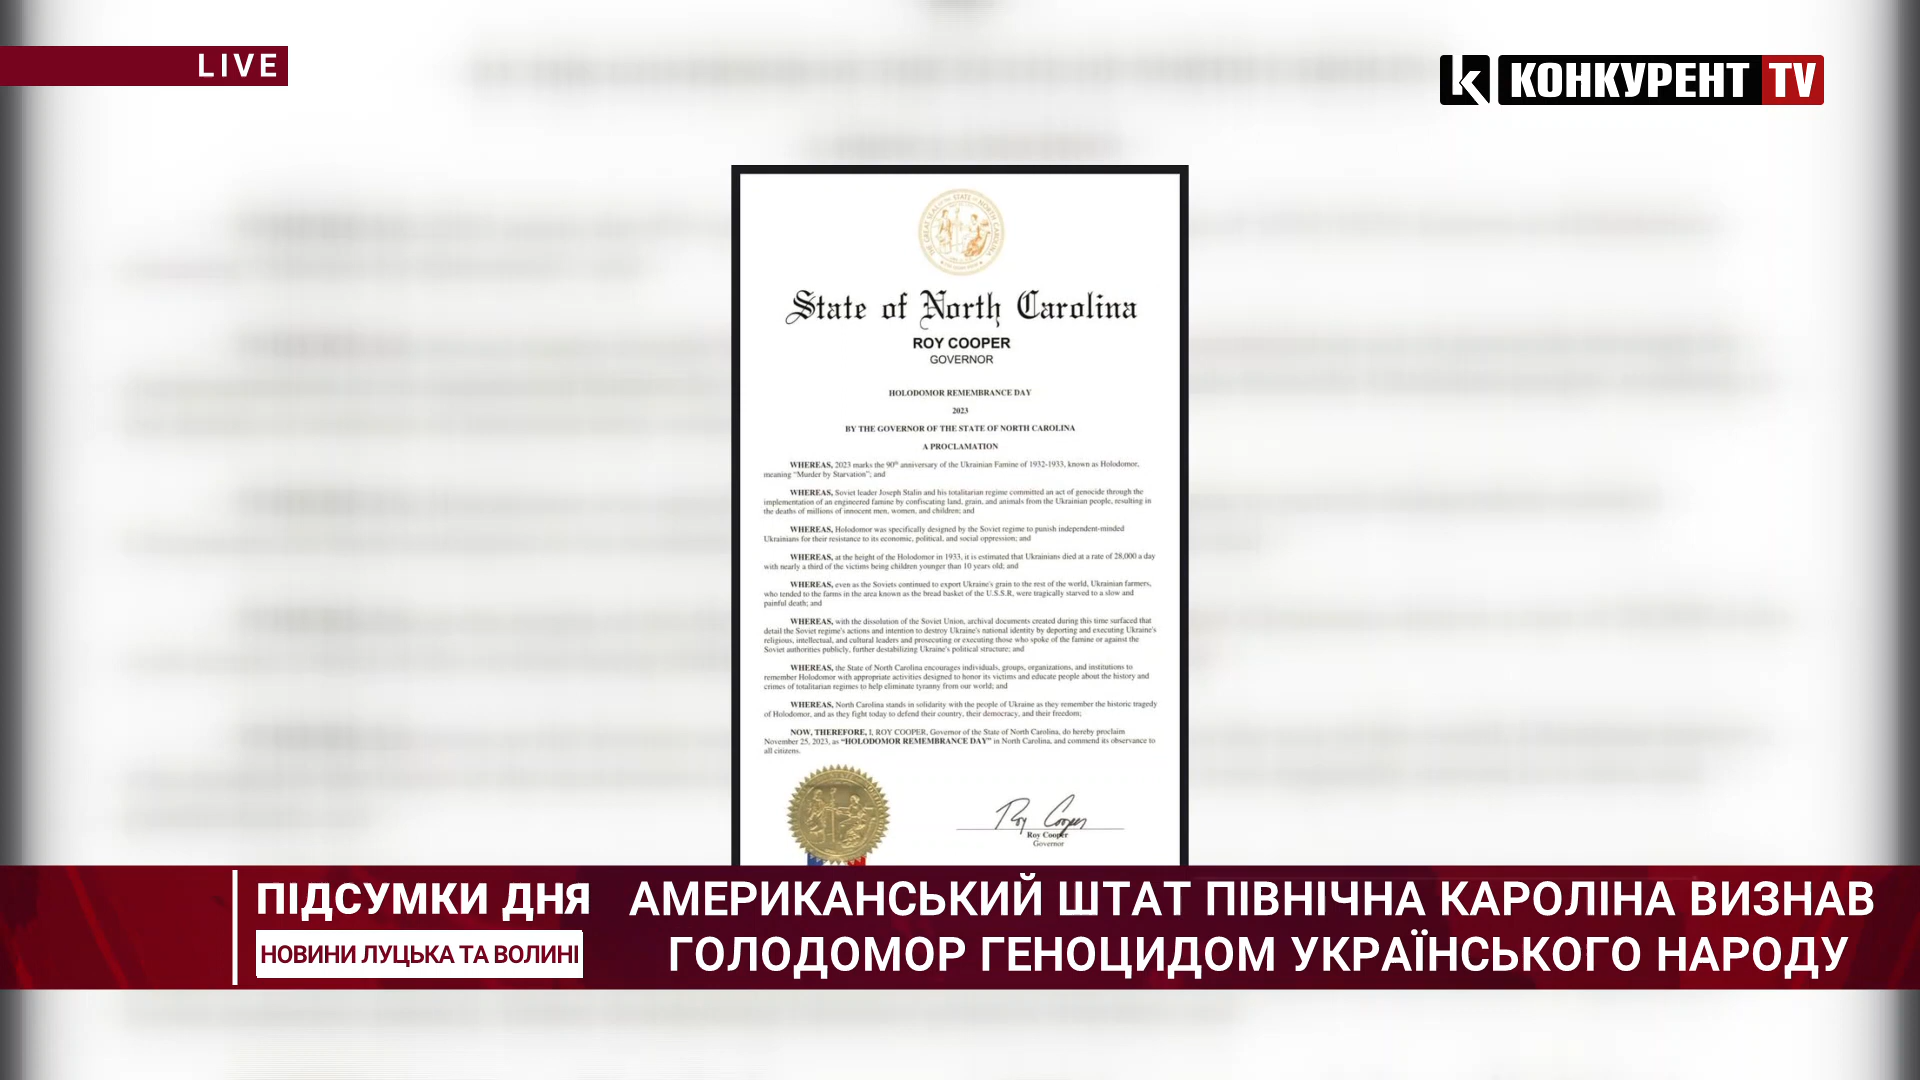 LIVE
k КОНКУРЕНТ TV
State of North Carolina
ROY COOPER
GOVERNOR
HOLODOMOR REMEMBRANCE DAY
2023
BY THE GOVERNOR OF THE STATE OF NORTH CAROLINA
A PROCLAMATION
WHEREAS, 2023 marks the 90th anniversary of the Ukrainian Famine of 1932-1933, known as Holodomor,
meaning “Murder by Starvation”; and
WHEREAS, Soviet leader Joseph Stalin and his totalitarian regime committed an act of genocide through the
implementation of an engineered famine by confiscating land, grain, and animals from the Ukrainian people, resulting in
the deaths of millions of innocent men, women, and children; and
WHEREAS, Holodomor was specifically designed by the Soviet regime to punish independent-minded
Ukrainians for their resistance to its economic, political, and social oppression; and
WHEREAS, at the height of the Holodomor in 1933, it is estimated that Ukrainians died at a rate of 28,000 a day
with nearly a third of the victims being children younger than 10 years old; and
WHEREAS, even as the Soviets continued to export Ukraine's grain to the rest of the world, Ukrainian farmers,
who tended to the farms in the area known as the bread basket of the U.S.S.R, were tragically starved to a slow and
painful death; and
WHEREAS, with the dissolution of the Soviet Union, archival documents created during this time surfaced that
detail the Soviet regime's actions and intention to destroy Ukraine's national identity by deporting and executing Ukraine's
religious, intellectual, and cultural leaders and prosecuting or executing those who spoke of the famine or against the
Soviet authorities publicly, further destabilizing Ukraine's political structure; and
WHEREAS, the State of North Carolina encourages individuals, groups, organizations, and institutions to
remember Holodomor with appropriate activities designed to honor its victims and educate people about the history and
crimes of totalitarian regimes to help eliminate tyranny from our world; and
WHEREAS, North Carolina stands in solidarity with the people of Ukraine as they remember the historic tragedy
of Holodomor, and as they fight today to defend their country, their democracy, and their freedom;
NOW, THEREFORE, I, ROY COOPER, Governor of the State of North Carolina, do hereby proclaim
November 25, 2023, as “HOLODOMOR REMEMBRANCE DAY” in North Carolina, and commend its observance to
all citizens.
Roy Cooper
Roy Cooper
Governor
ПІДСУМКИ ДНЯ
НОВИНИ ЛУЦЬКА ТА ВОЛИНІ
АМЕРИКАНСЬКИЙ ШТАТ ПІВНІЧНА КАРОЛІНА ВИЗНАВ
ГОЛОДОМОР ГЕНОЦИДОМ УКРАЇНСЬКОГО НАРОДУ